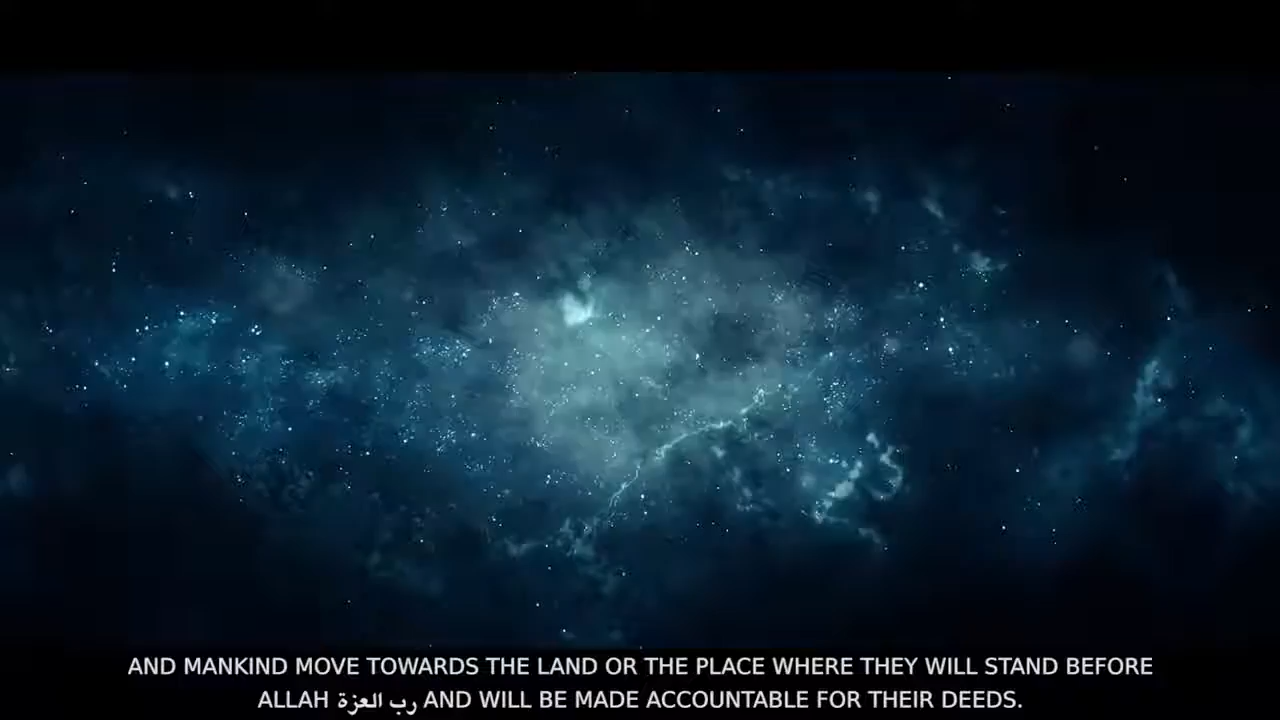 AND MANKIND MOVE TOWARDS THE LAND OR THE PLACE WHERE THEY WILL STAND BEFORE
ALLAH رب العزة AND WILL BE MADE ACCOUNTABLE FOR THEIR DEEDS.